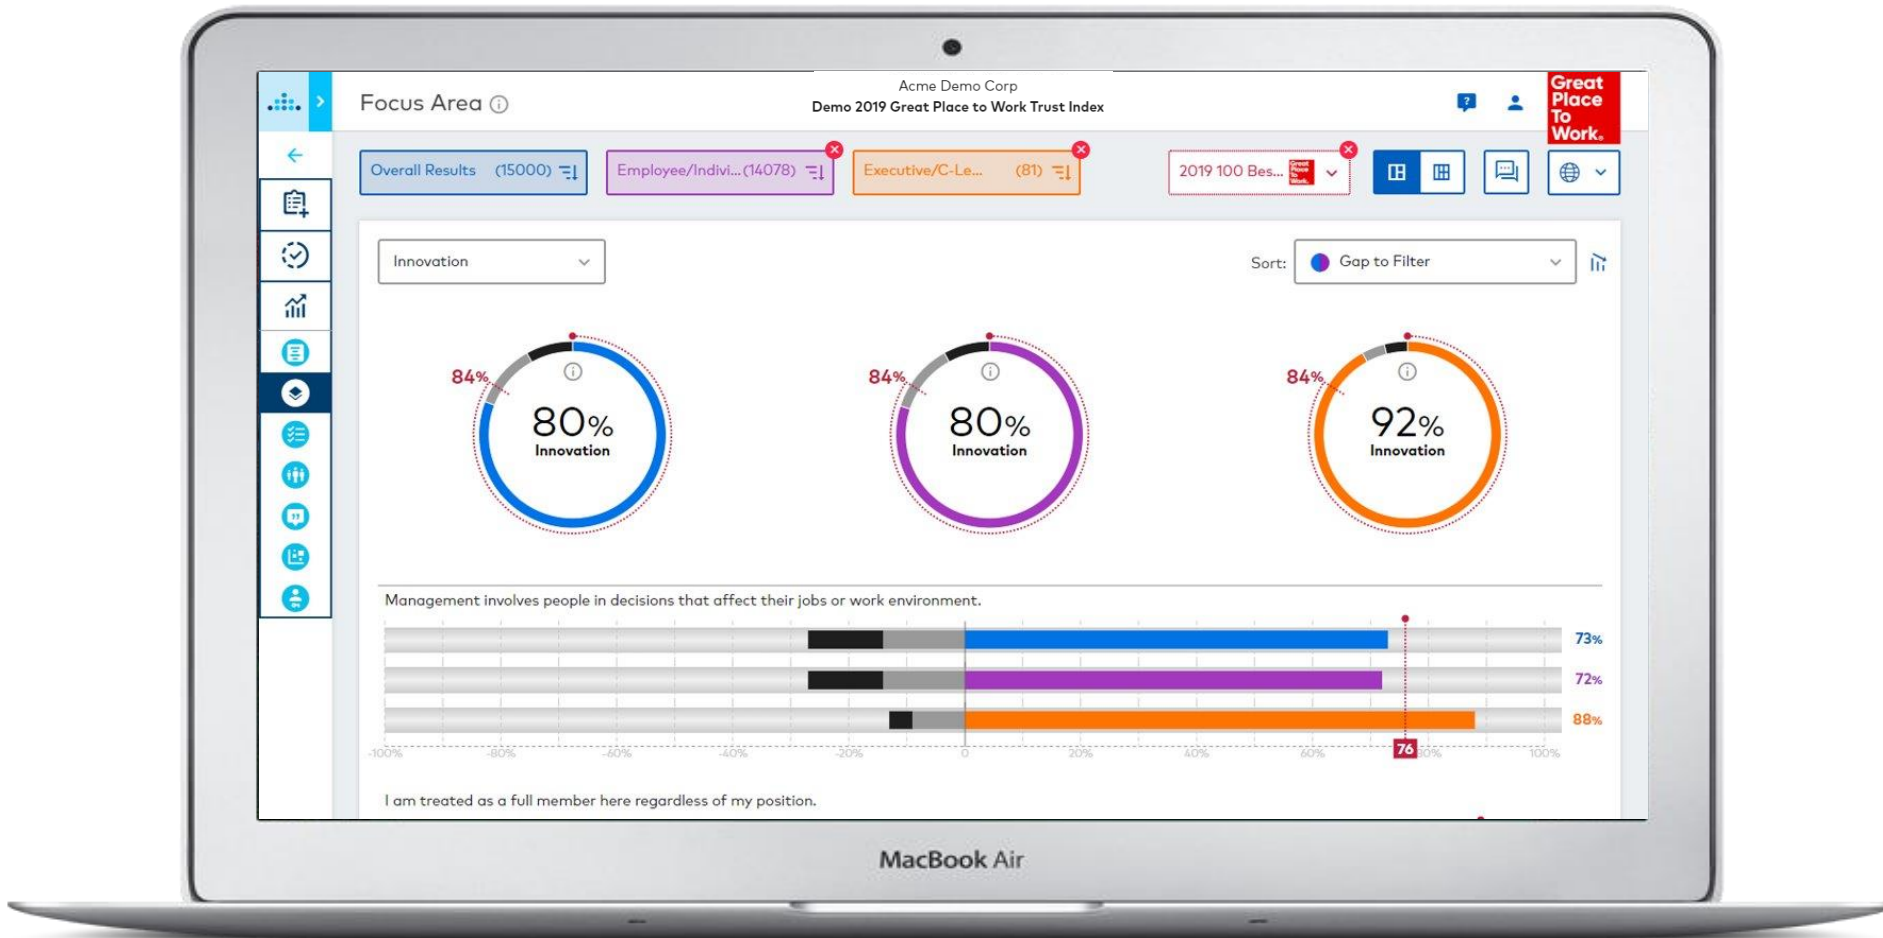 Focus Area
Acme Demo Corp
Demo 2019 Great Place to Work Trust Index
Great
Place
To
Work.
Overall Results (15000)
Employee/Indivi... (14078)
Executive/C-Le... (81)
2019 100 Bes...
Innovation
Sort: Gap to Filter
84%
80%
Innovation
84%
80%
Innovation
84%
92%
Innovation
Management involves people in decisions that affect their jobs or work environment.
73%
72%
88%
-100% -80% -60% -40% -20% 0 20% 40% 60% 76 100%
I am treated as a full member here regardless of my position.
MacBook Air